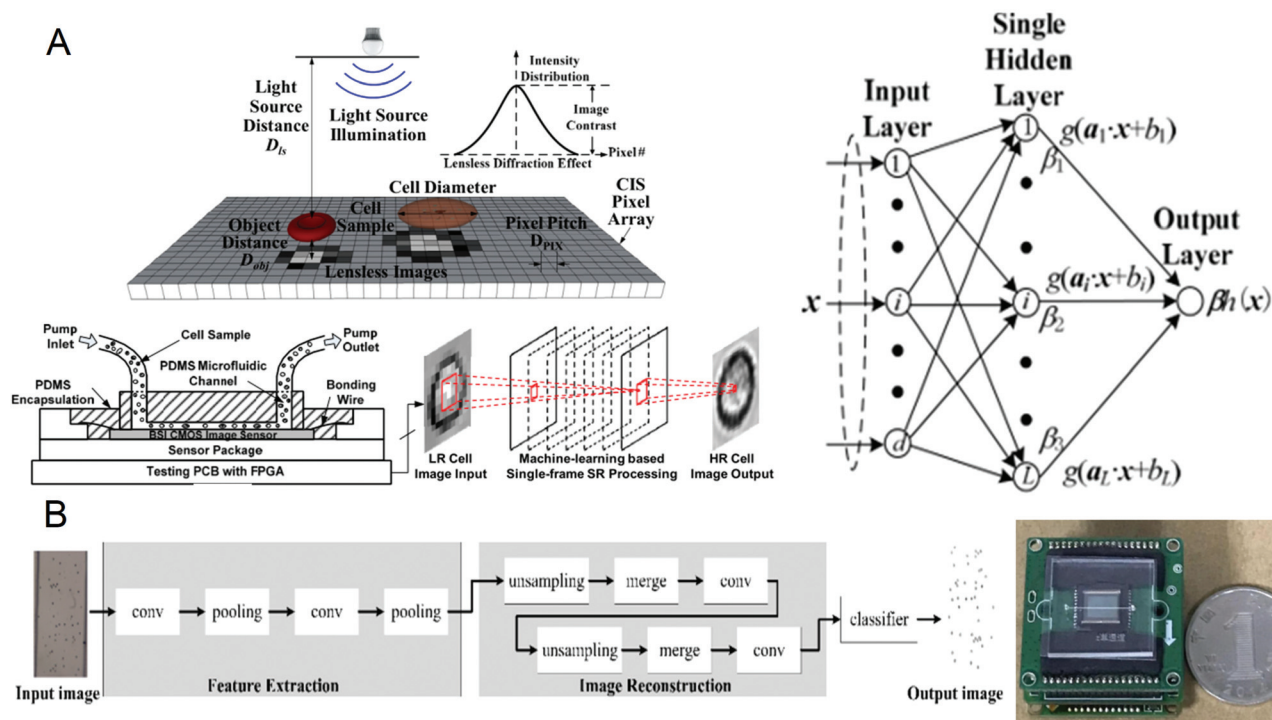 A
Light
Source
Distance
D_ls
Light Source
Illumination
Intensity
Distribution
Image
Contrast
Pixel#
Lensless Diffraction Effect
Cell Diameter
CIS
Pixel
Array
Cell
Sample
Object
Distance
D_obj
Pixel Pitch
D_PIX
Lensless Images
Pump
Inlet
Cell Sample
Pump
Outlet
PDMS Microfluidic
Channel
PDMS
Encapsulation
Bonding
Wire
BSI CMOS Image Sensor
Sensor Package
Testing PCB with FPGA
LR Cell
Image Input
Machine-learning based
Single-frame SR Processing
HR Cell
Image Output
Single
Hidden
Layer
Input
Layer
Output
Layer
x
1
i
d
1
i
L
g(a₁·x+b₁)
β₁
g(aᵢ·x+bᵢ)
β₂
β₃
g(a_L·x+b_L)
βh(x)
B
Input image
conv
pooling
conv
pooling
Feature Extraction
unsampling
merge
conv
unsampling
merge
conv
Image Reconstruction
classifier
Output image
1